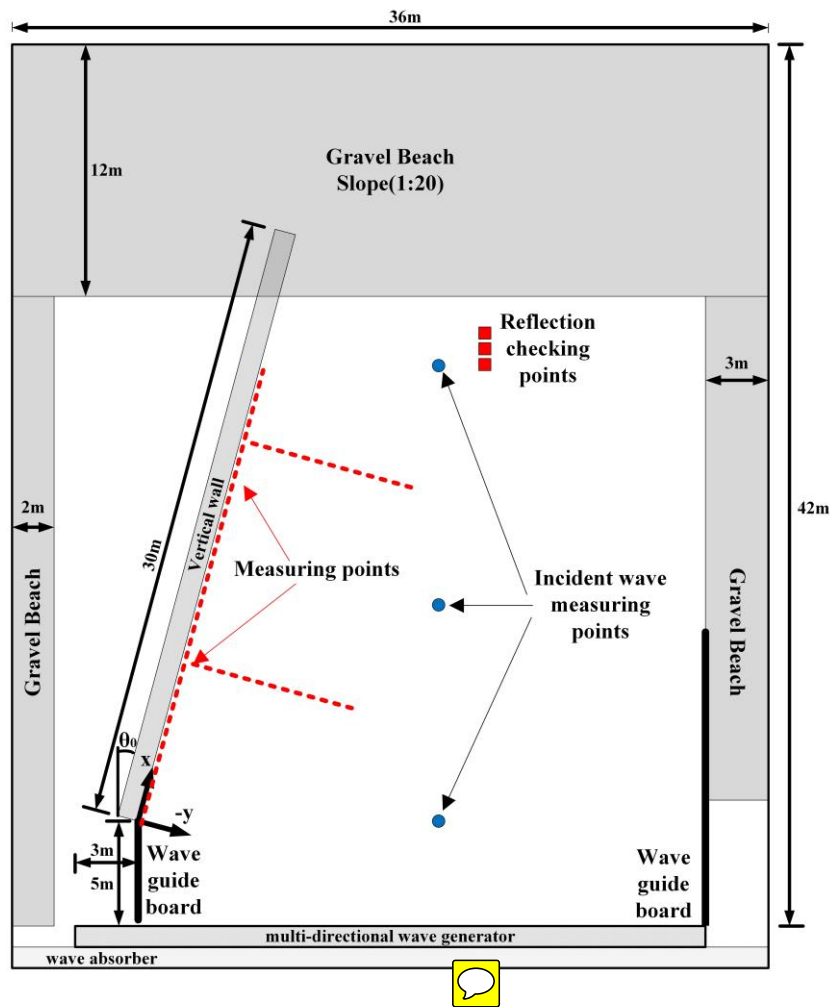 36m
12m
Gravel Beach
Slope(1:20)
Reflection
checking
points
3m
2m
42m
30m
Vertical wall
Measuring points
Incident wave
measuring
points
Gravel Beach
Gravel Beach
θ0
x
-y
3m
5m
Wave
guide
board
Wave
guide
board
multi-directional wave generator
wave absorber